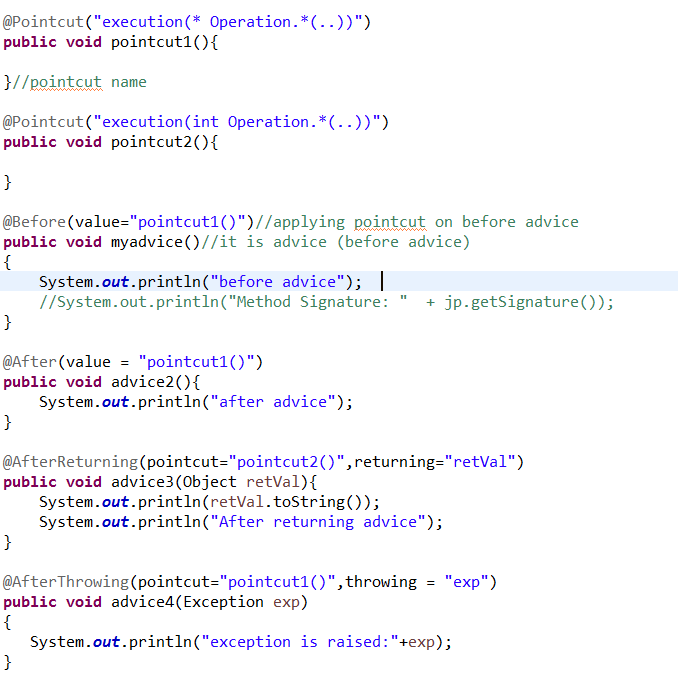 @Pointcut("execution(* Operation.*(..))")
public void pointcut1(){
}//pointcut name
@Pointcut("execution(int Operation.*(..))")
public void pointcut2(){
}
@Before(value="pointcut1()")//applying pointcut on before advice
public void myadvice()//it is advice (before advice)
{
    System.out.println("before advice");
    //System.out.println("Method Signature: "  + jp.getSignature());
}
@After(value = "pointcut1()")
public void advice2(){
    System.out.println("after advice");
}
@AfterReturning(pointcut="pointcut2()",returning="retVal")
public void advice3(Object retVal){
    System.out.println(retVal.toString());
    System.out.println("After returning advice");
}
@AfterThrowing(pointcut="pointcut1()",throwing = "exp")
public void advice4(Exception exp)
{
   System.out.println("exception is raised:"+exp);
}